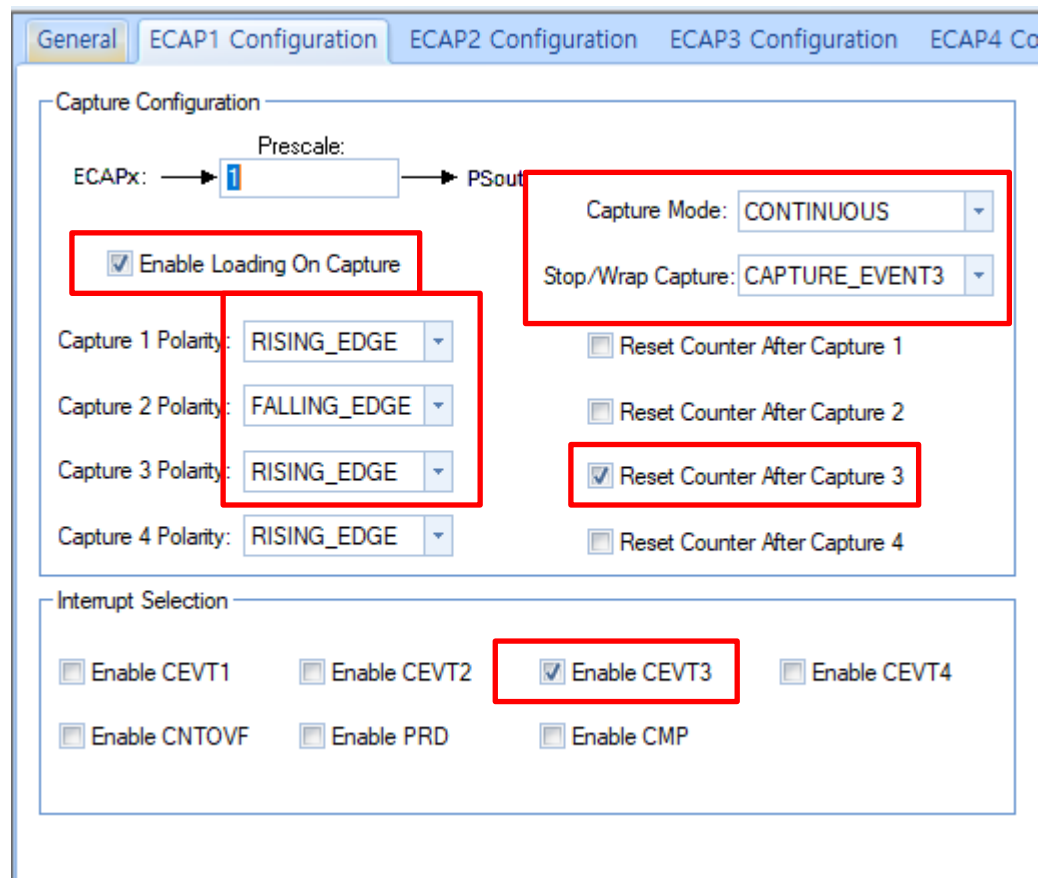 General ECAP1 Configuration ECAP2 Configuration ECAP3 Configuration ECAP4 Co
Capture Configuration
Prescale:
ECAPx: 1 PSout
Capture Mode: CONTINUOUS
Enable Loading On Capture
Stop/Wrap Capture: CAPTURE_EVENT3
Capture 1 Polarity: RISING_EDGE
Reset Counter After Capture 1
Capture 2 Polarity: FALLING_EDGE
Reset Counter After Capture 2
Capture 3 Polarity: RISING_EDGE
Reset Counter After Capture 3
Capture 4 Polarity: RISING_EDGE
Reset Counter After Capture 4
Interrupt Selection
Enable CEVT1 Enable CEVT2 Enable CEVT3 Enable CEVT4
Enable CNTOVF Enable PRD Enable CMP